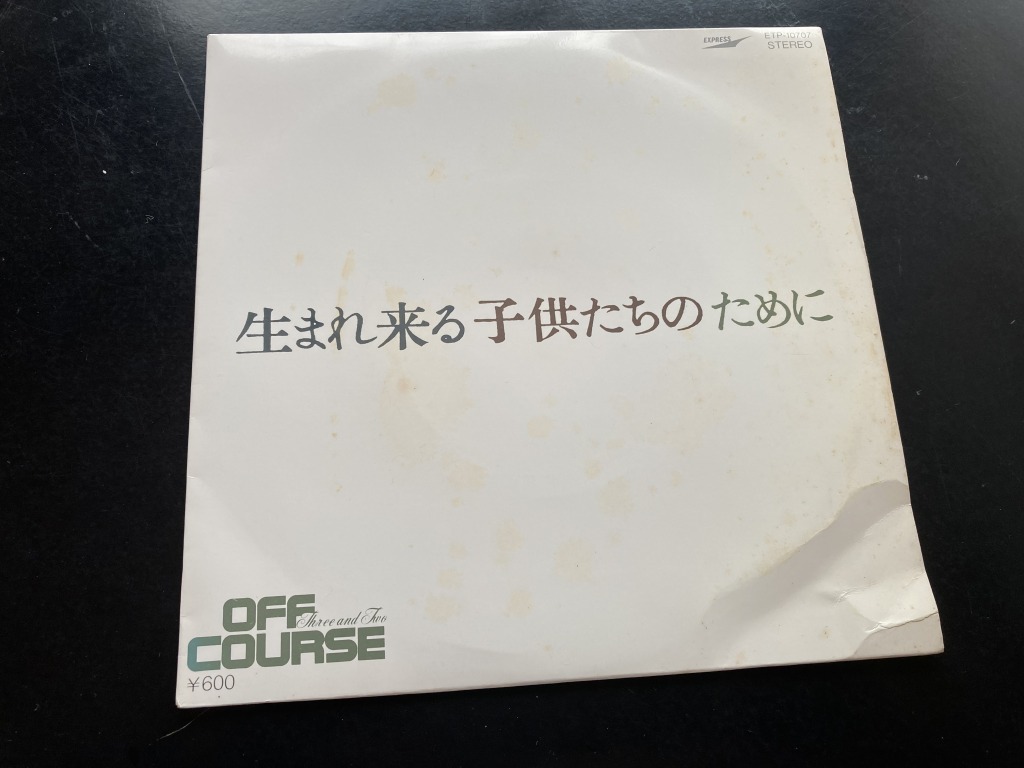 EXPRESS
ETP-10767
STEREO
生まれ来る子供たちのために
OFF
Three and Two
COURSE
¥600